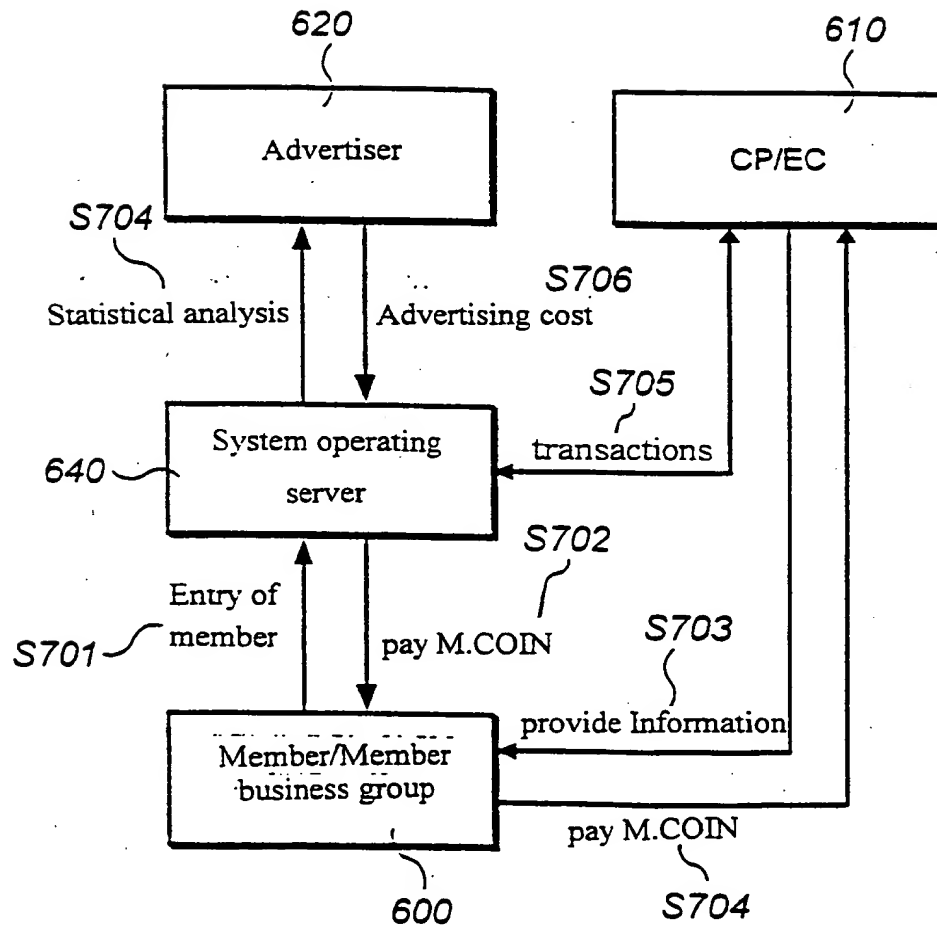 620
610
Advertiser
CP/EC
S704
Statistical analysis
S706
Advertising cost
S705
transactions
System operating
server
640
S702
Entry of
member
S701
pay M.COIN
S703
provide Information
Member/Member
business group
pay M.COIN
600
S704